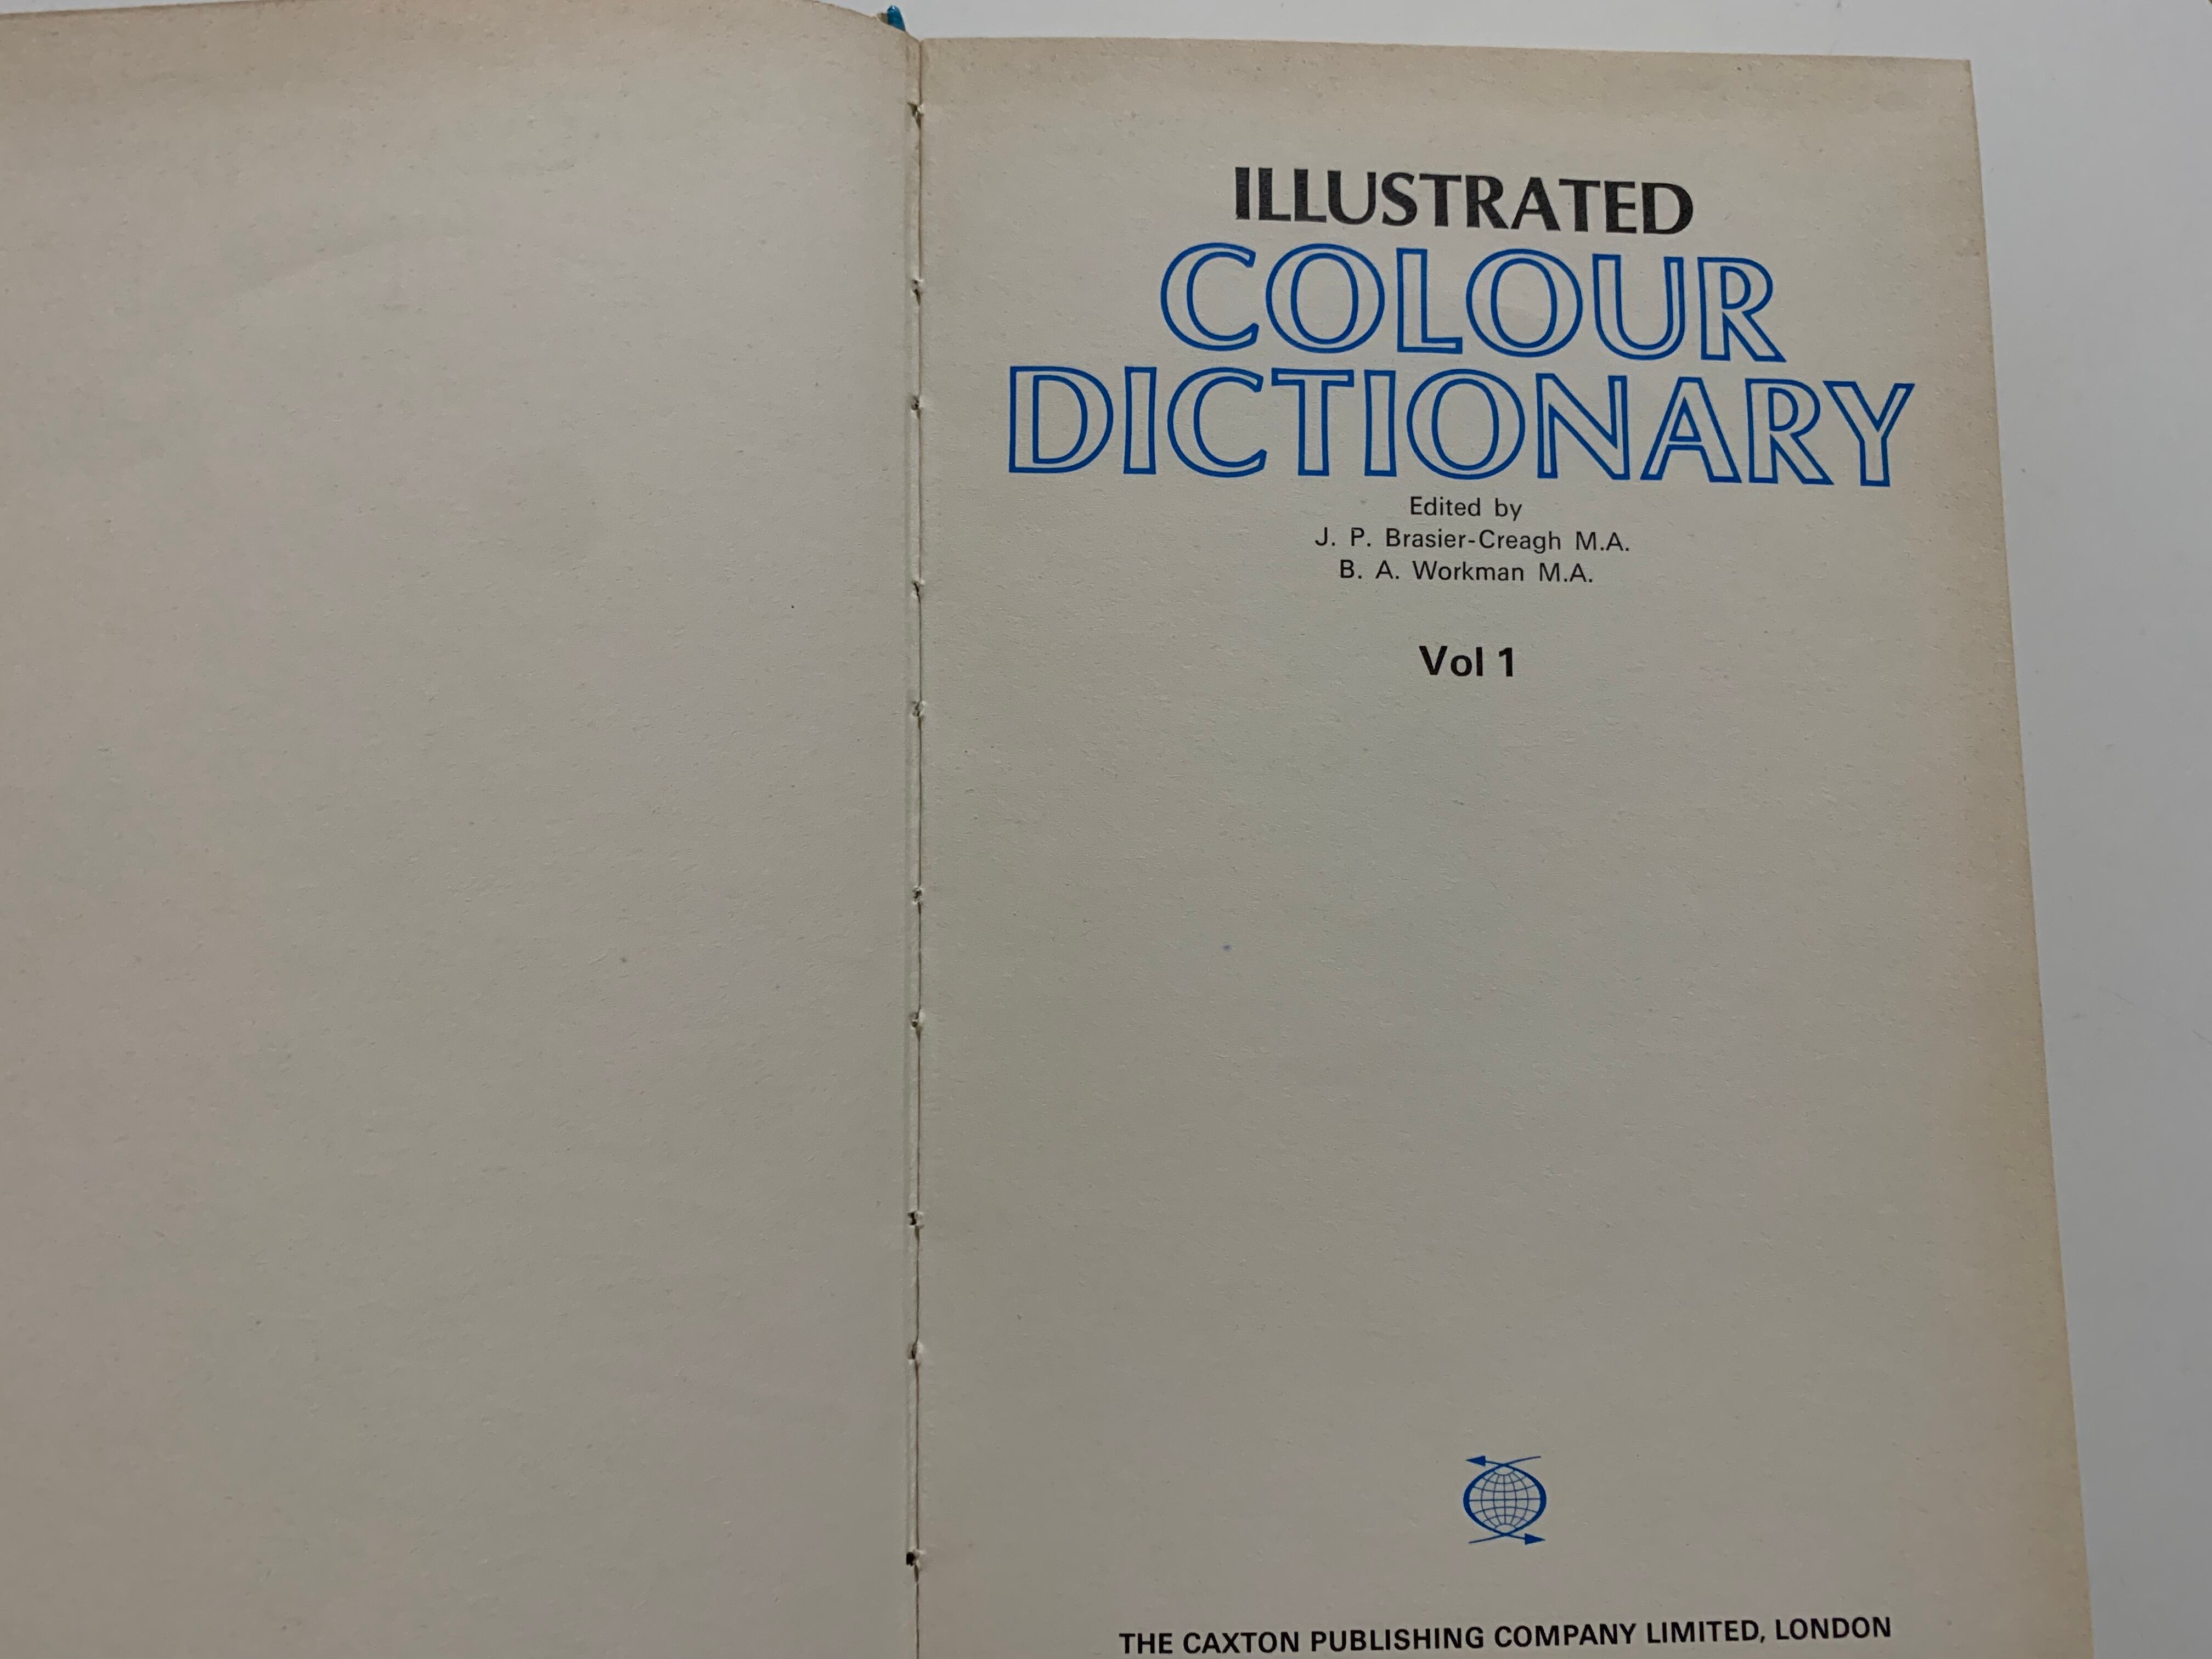 ILLUSTRATED
COLOUR
DICTIONARY
Edited by
J. P. Brasier-Creagh M.A.
B. A. Workman M.A.
Vol 1
THE CAXTON PUBLISHING COMPANY LIMITED, LONDON